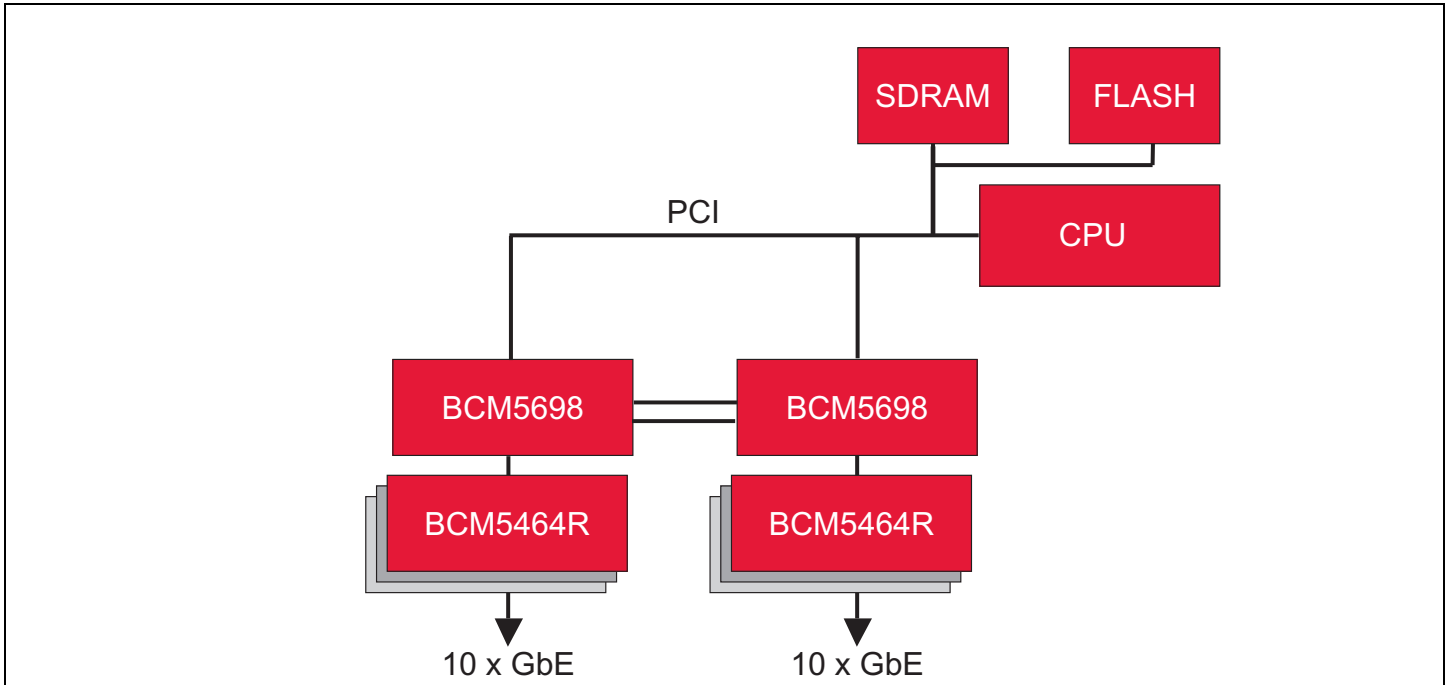 SDRAM
FLASH
PCI
CPU
BCM5698
BCM5698
BCM5464R
BCM5464R
10 x GbE
10 x GbE